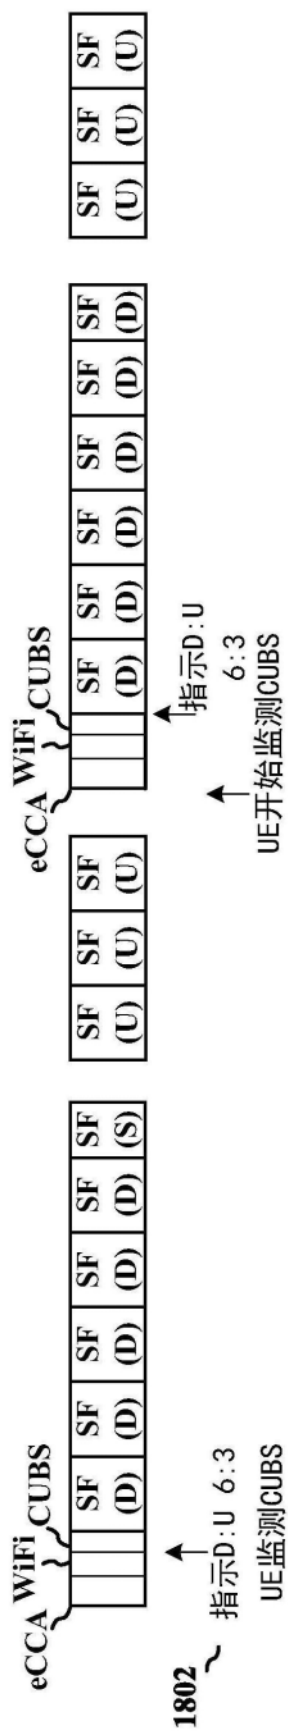 eCCA WiFi CUBS eCCA WiFi CUBS
SF SF SF SF SF SF SF SF SF SF SF SF SF SF SF SF SF SF
(D) (D) (D) (D) (D) (S) (U) (U) (U) (D) (D) (D) (D) (D) (D) (U) (U) (U)
1802
指示D:U 6:3
UE监测CUBS
指示D:U
6:3
UE开始监测CUBS